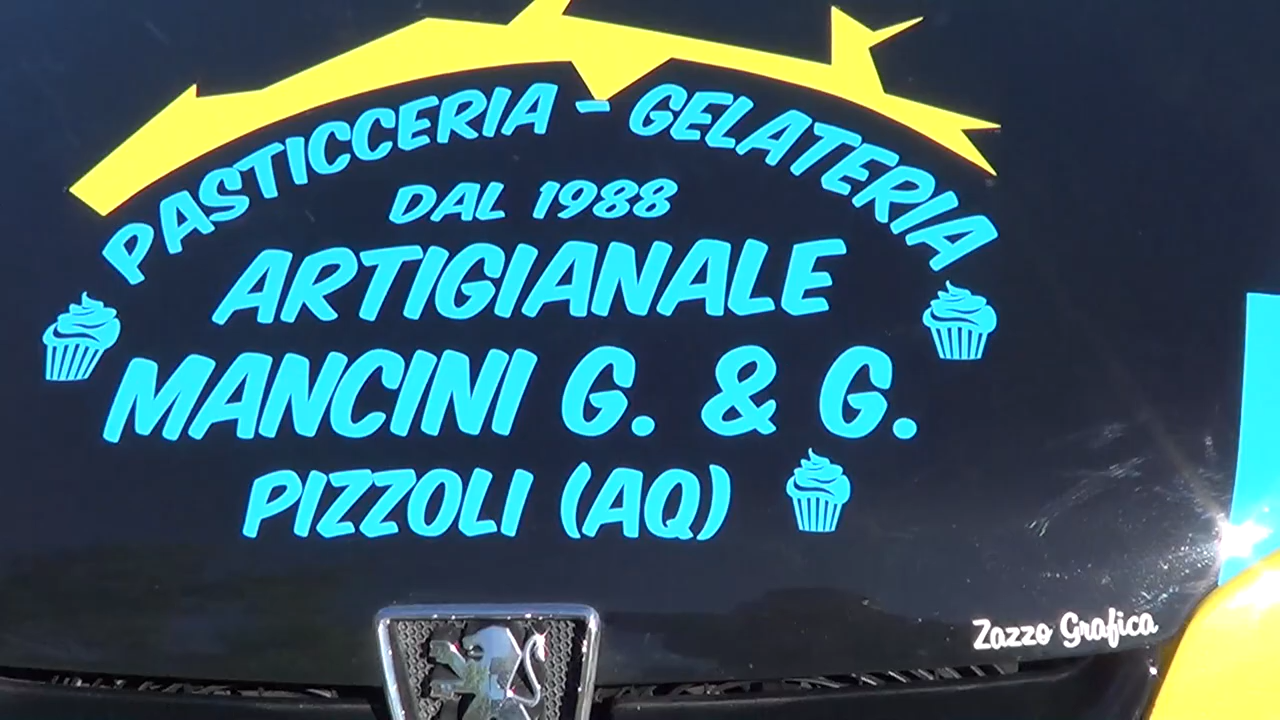 PASTICCERIA - GELATERIA
DAL 1988
ARTIGIANALE
MANCINI G. & G.
PIZZOLI (AQ)
Zazzo Grafica